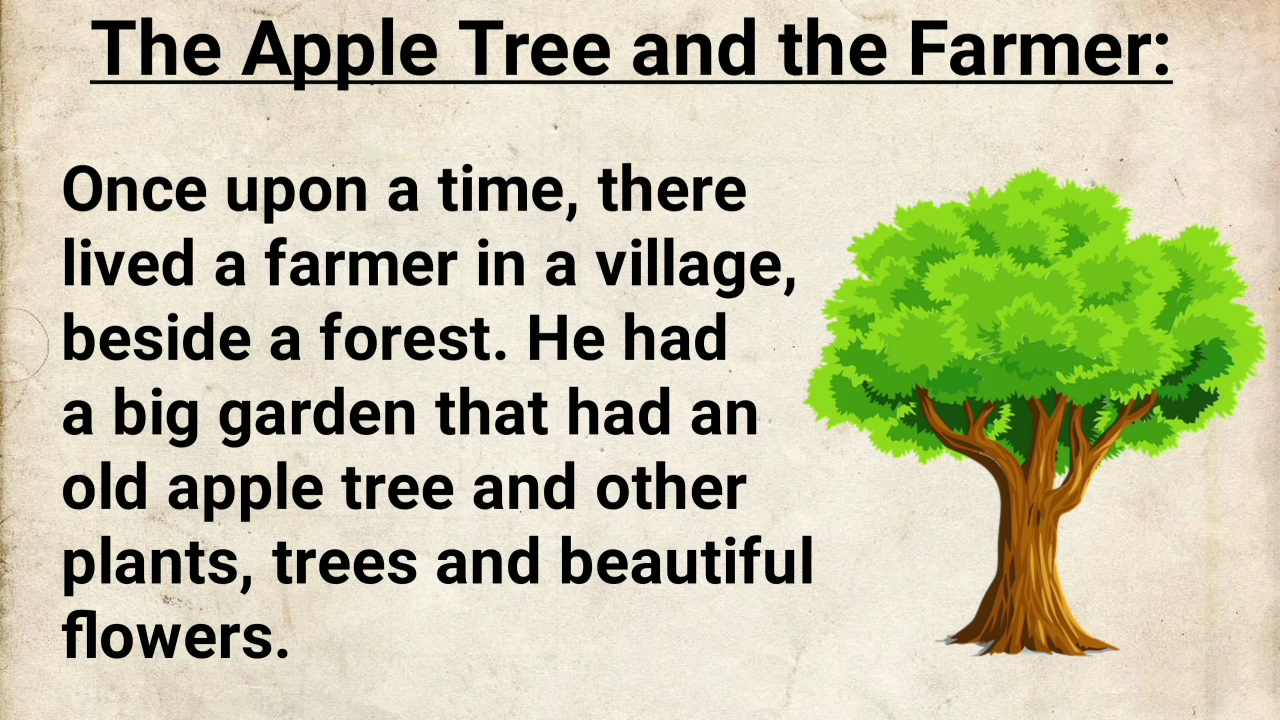 The Apple Tree and the Farmer:
Once upon a time, there
lived a farmer in a village,
beside a forest. He had
a big garden that had an
old apple tree and other
plants, trees and beautiful
flowers.